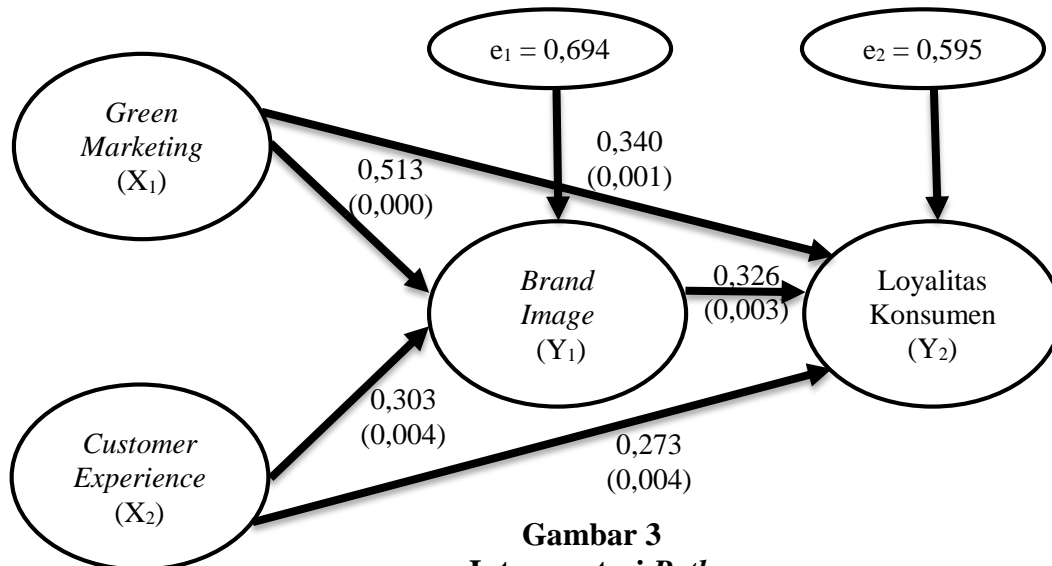 e₁ = 0,694
e₂ = 0,595
Green
Marketing
(X₁)
0,340
(0,001)
0,513
(0,000)
Brand
Image
(Y₁)
0,326
(0,003)
Loyalitas
Konsumen
(Y₂)
0,303
(0,004)
Customer
Experience
(X₂)
0,273
(0,004)
Gambar 3